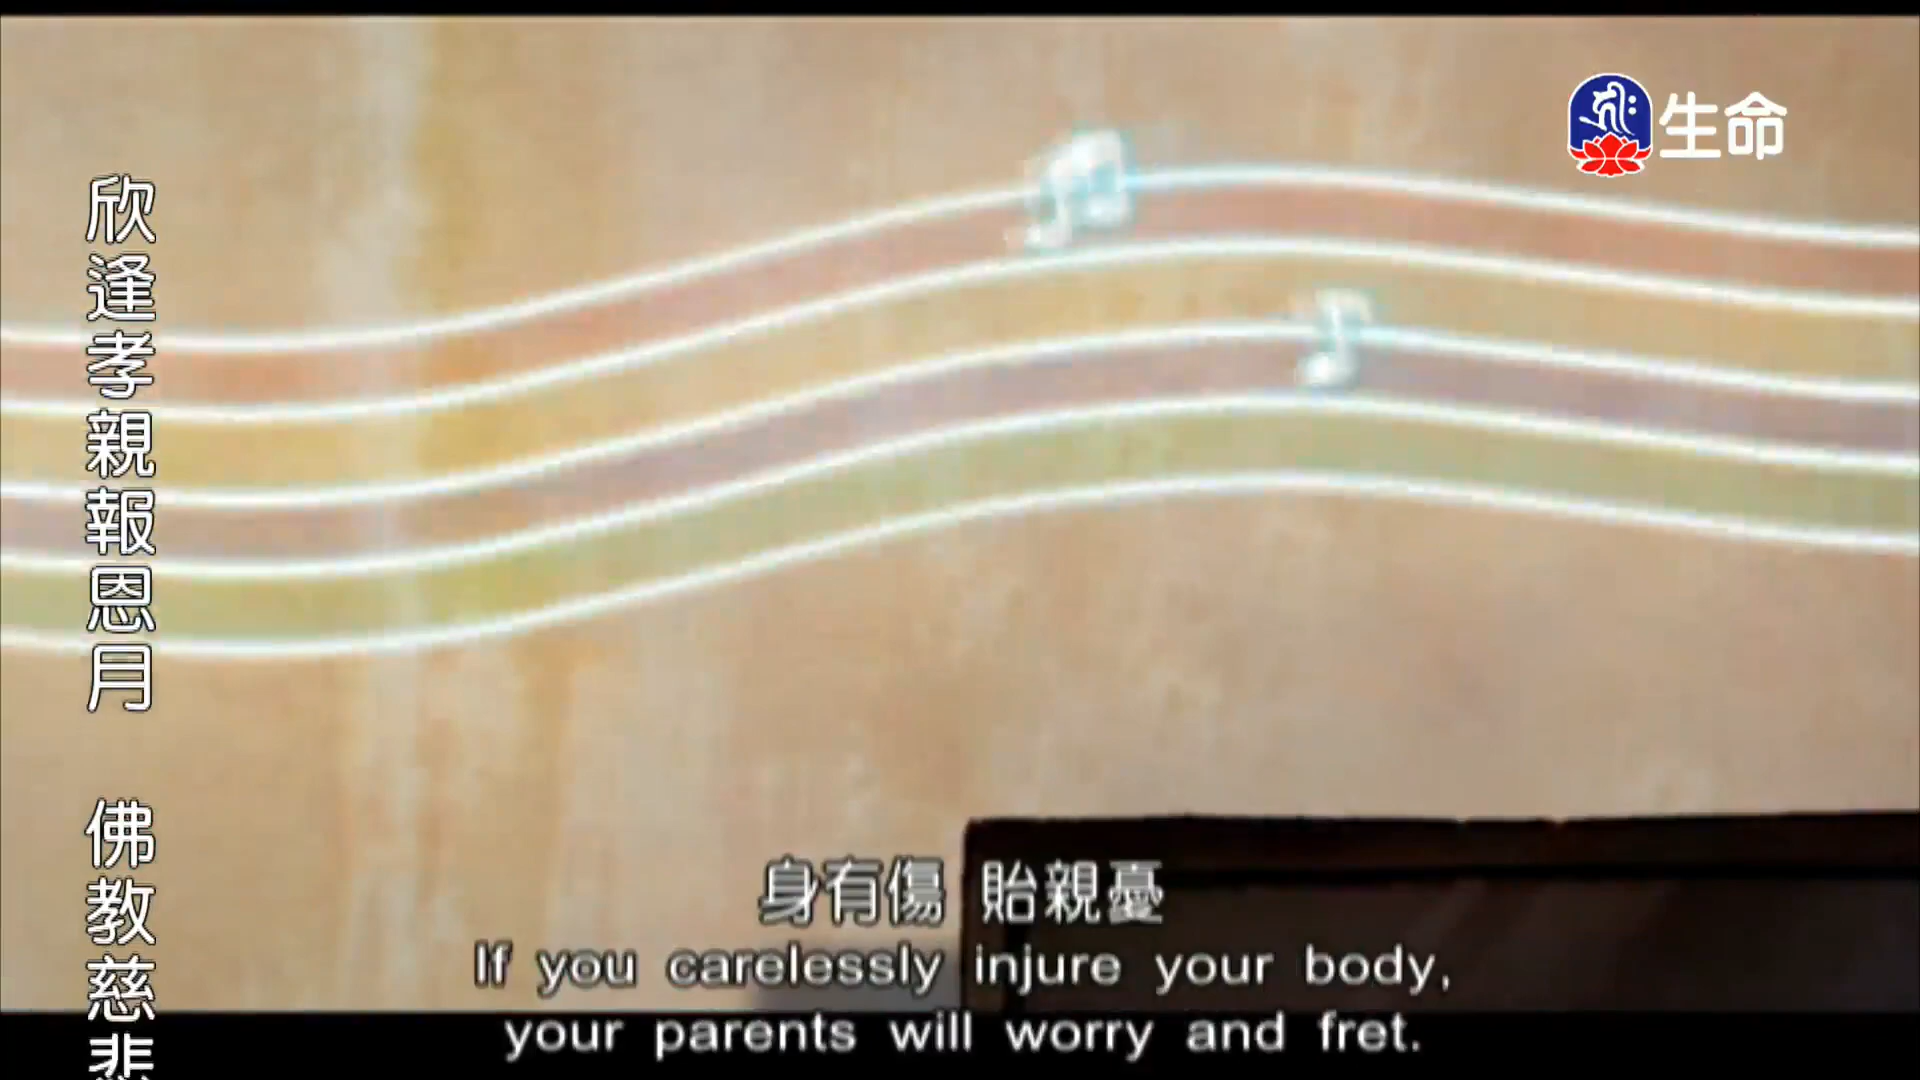 生命
欣逢孝親報恩月 佛教慈悲
身有傷 貽親憂
If you carelessly injure your body,
your parents will worry and fret.